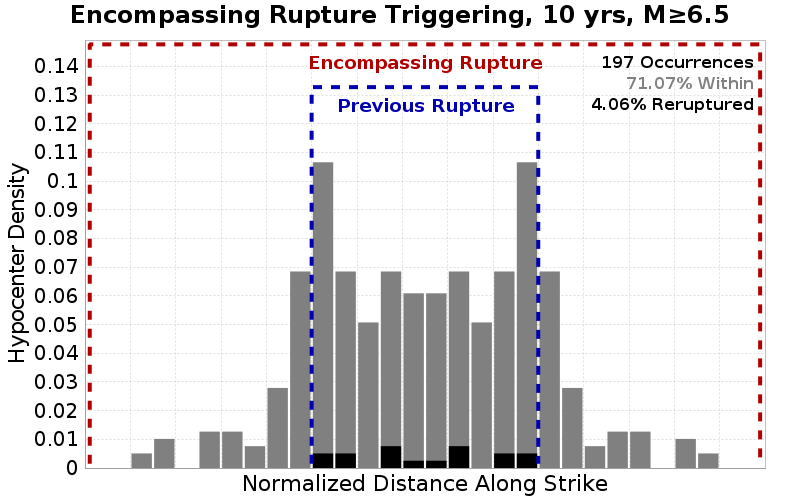 Encompassing Rupture Triggering, 10 yrs, M≥6.5
Encompassing Rupture
197 Occurrences
71.07% Within
4.06% Reruptured
Previous Rupture
Hypocenter Density
0.14
0.13
0.12
0.11
0.1
0.09
0.08
0.07
0.06
0.05
0.04
0.03
0.02
0.01
0
Normalized Distance Along Strike